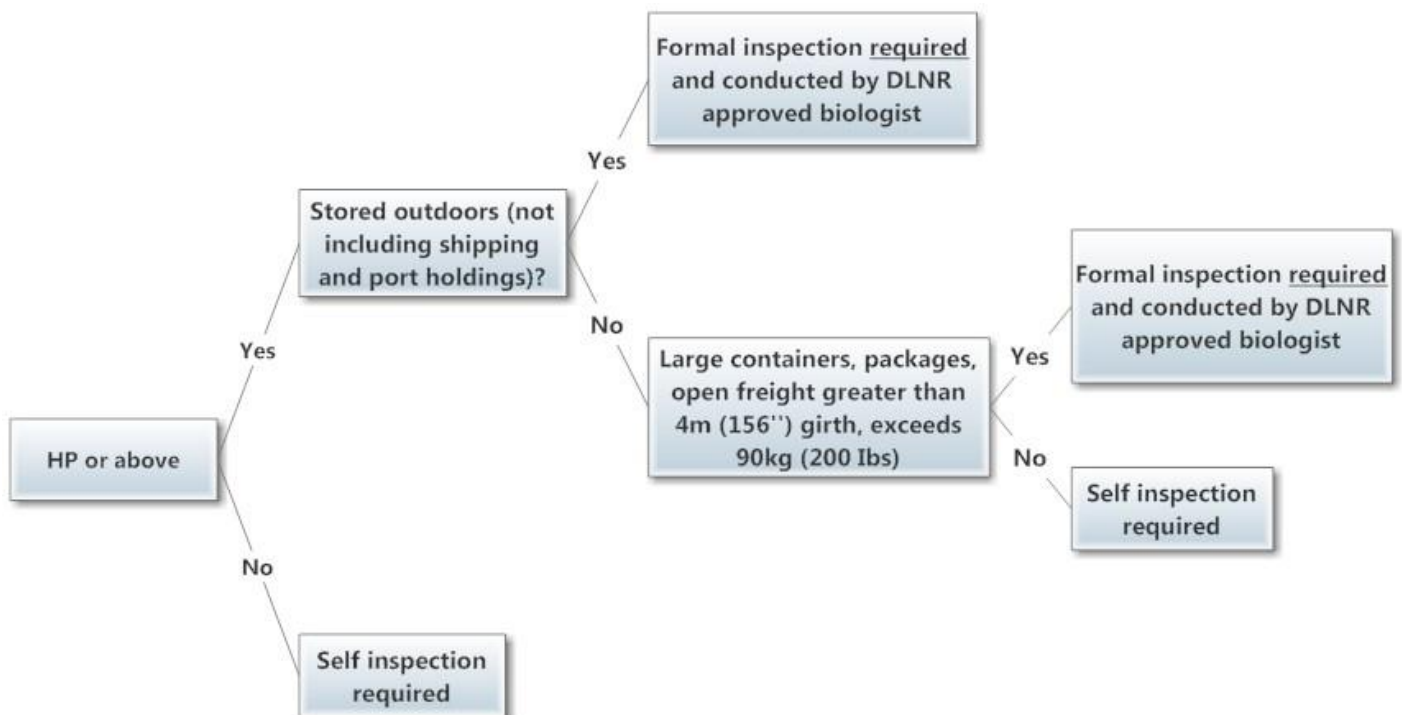 Formal inspection required
and conducted by DLNR
approved biologist
Yes
Stored outdoors (not
including shipping
and port holdings)?
No
Formal inspection required
and conducted by DLNR
approved biologist
Yes
Large containers, packages,
open freight greater than
4m (156'') girth, exceeds
90kg (200 Ibs)
No
Self inspection
required
Yes
HP or above
No
Self inspection
required